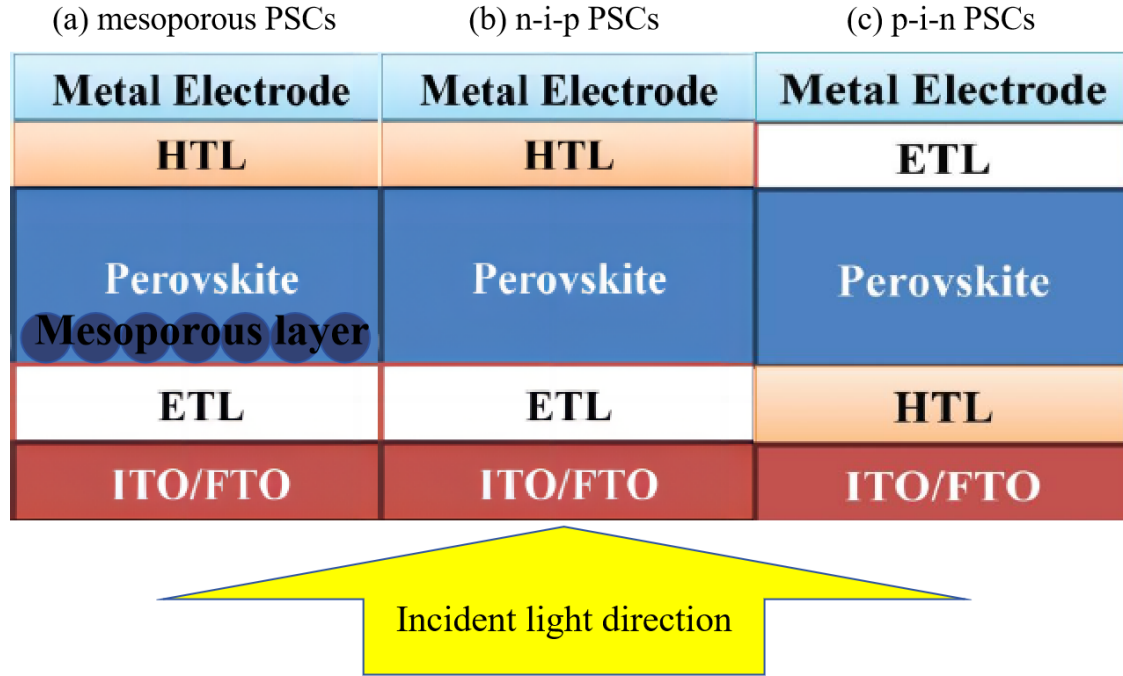 (a) mesoporous PSCs
(b) n-i-p PSCs
(c) p-i-n PSCs
Metal Electrode
Metal Electrode
Metal Electrode
HTL
HTL
ETL
Perovskite
Perovskite
Perovskite
Mesoporous layer
ETL
ETL
HTL
ITO/FTO
ITO/FTO
ITO/FTO
Incident light direction